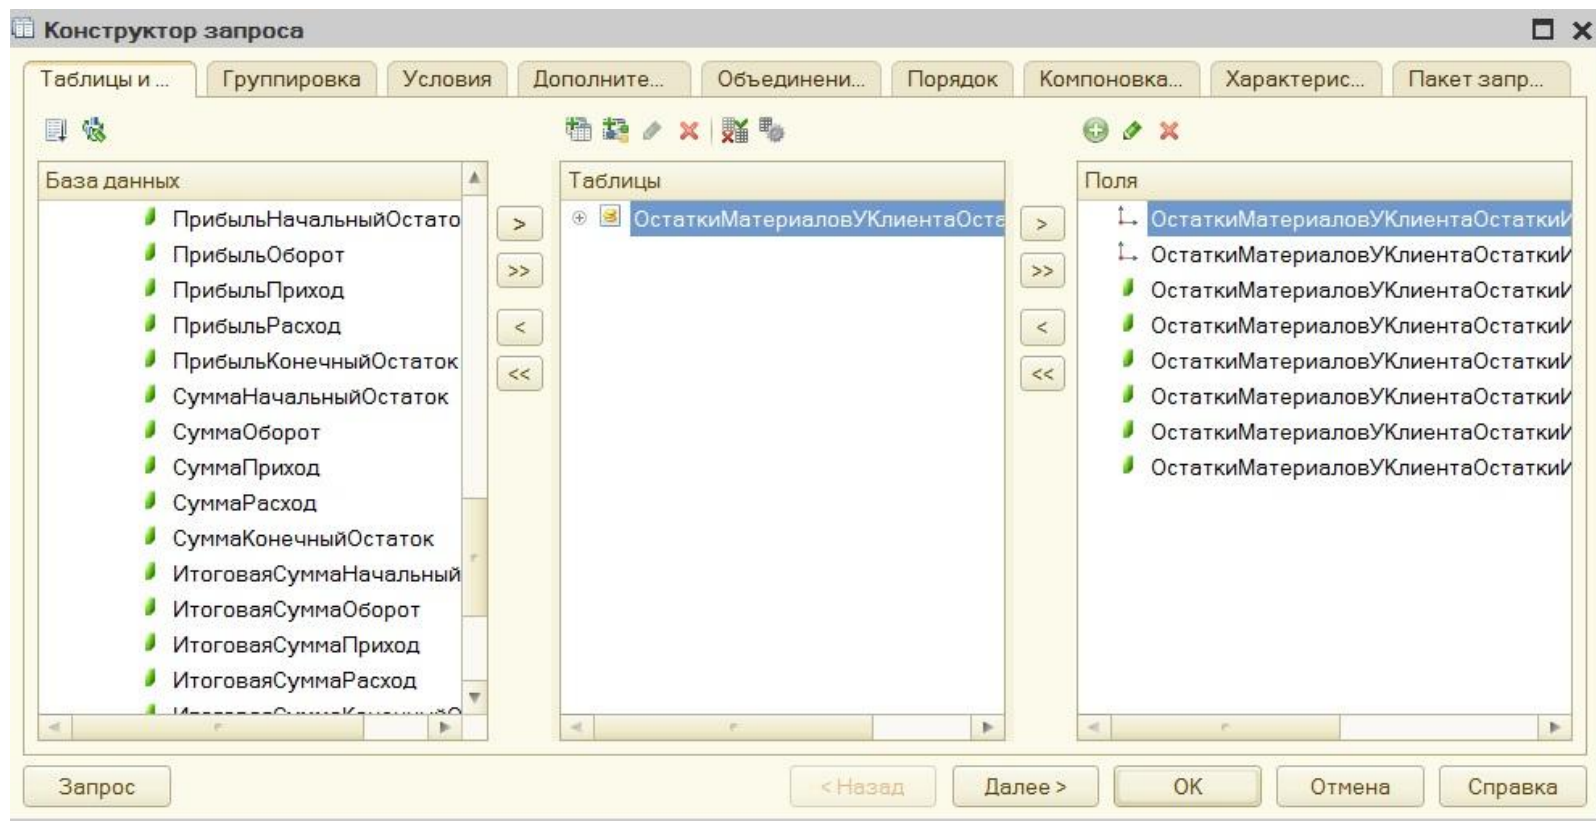 Конструктор запроса
Таблицы и ...
Группировка
Условия
Дополните...
Объединени...
Порядок
Компоновка...
Характерис...
Пакет запр...
База данных
ПрибыльНачальныйОстато
ПрибыльОборот
ПрибыльПриход
ПрибыльРасход
ПрибыльКонечныйОстаток
СуммаНачальныйОстаток
СуммаОборот
СуммаПриход
СуммаРасход
СуммаКонечныйОстаток
ИтоговаяСуммаНачальный
ИтоговаяСуммаОборот
ИтоговаяСуммаПриход
ИтоговаяСуммаРасход
>
>>
<
<<
Таблицы
ОстаткиМатериаловУКлиентаОста
>
>>
<
<<
Поля
ОстаткиМатериаловУКлиентаОстаткиИ
ОстаткиМатериаловУКлиентаОстаткиИ
ОстаткиМатериаловУКлиентаОстаткиИ
ОстаткиМатериаловУКлиентаОстаткиИ
ОстаткиМатериаловУКлиентаОстаткиИ
ОстаткиМатериаловУКлиентаОстаткиИ
ОстаткиМатериаловУКлиентаОстаткиИ
ОстаткиМатериаловУКлиентаОстаткиИ
Запрос
< Назад
Далее >
OK
Отмена
Справка